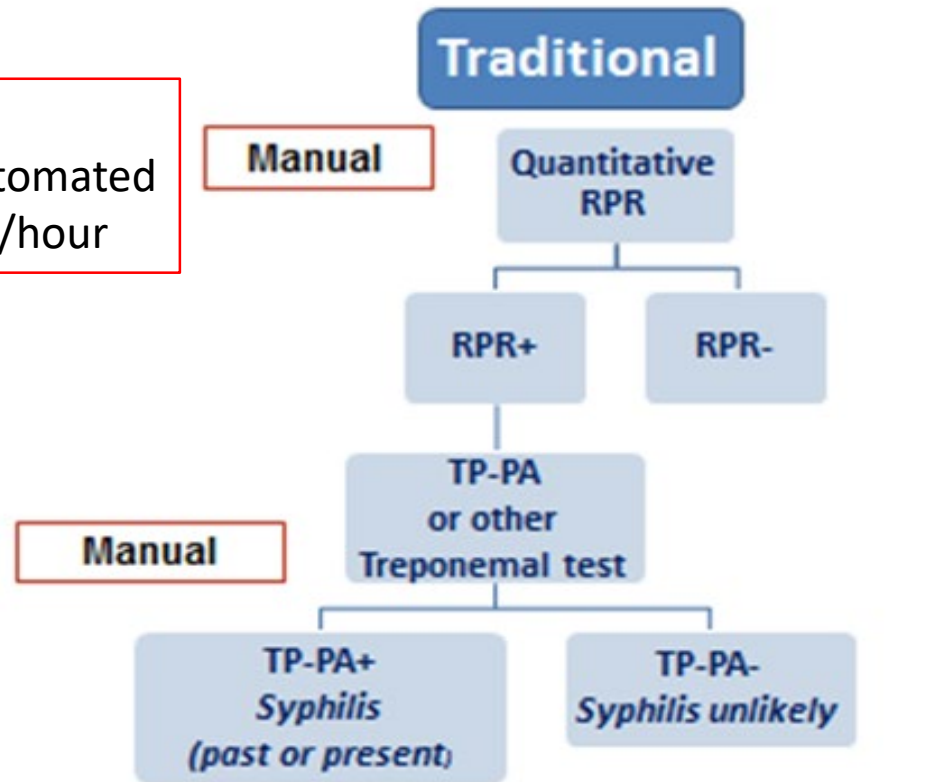 Traditional
tomated
/hour
Manual
Quantitative
RPR
RPR+
RPR-
TP-PA
or other
Treponemal test
Manual
TP-PA+
Syphilis
(past or present)
TP-PA-
Syphilis unlikely